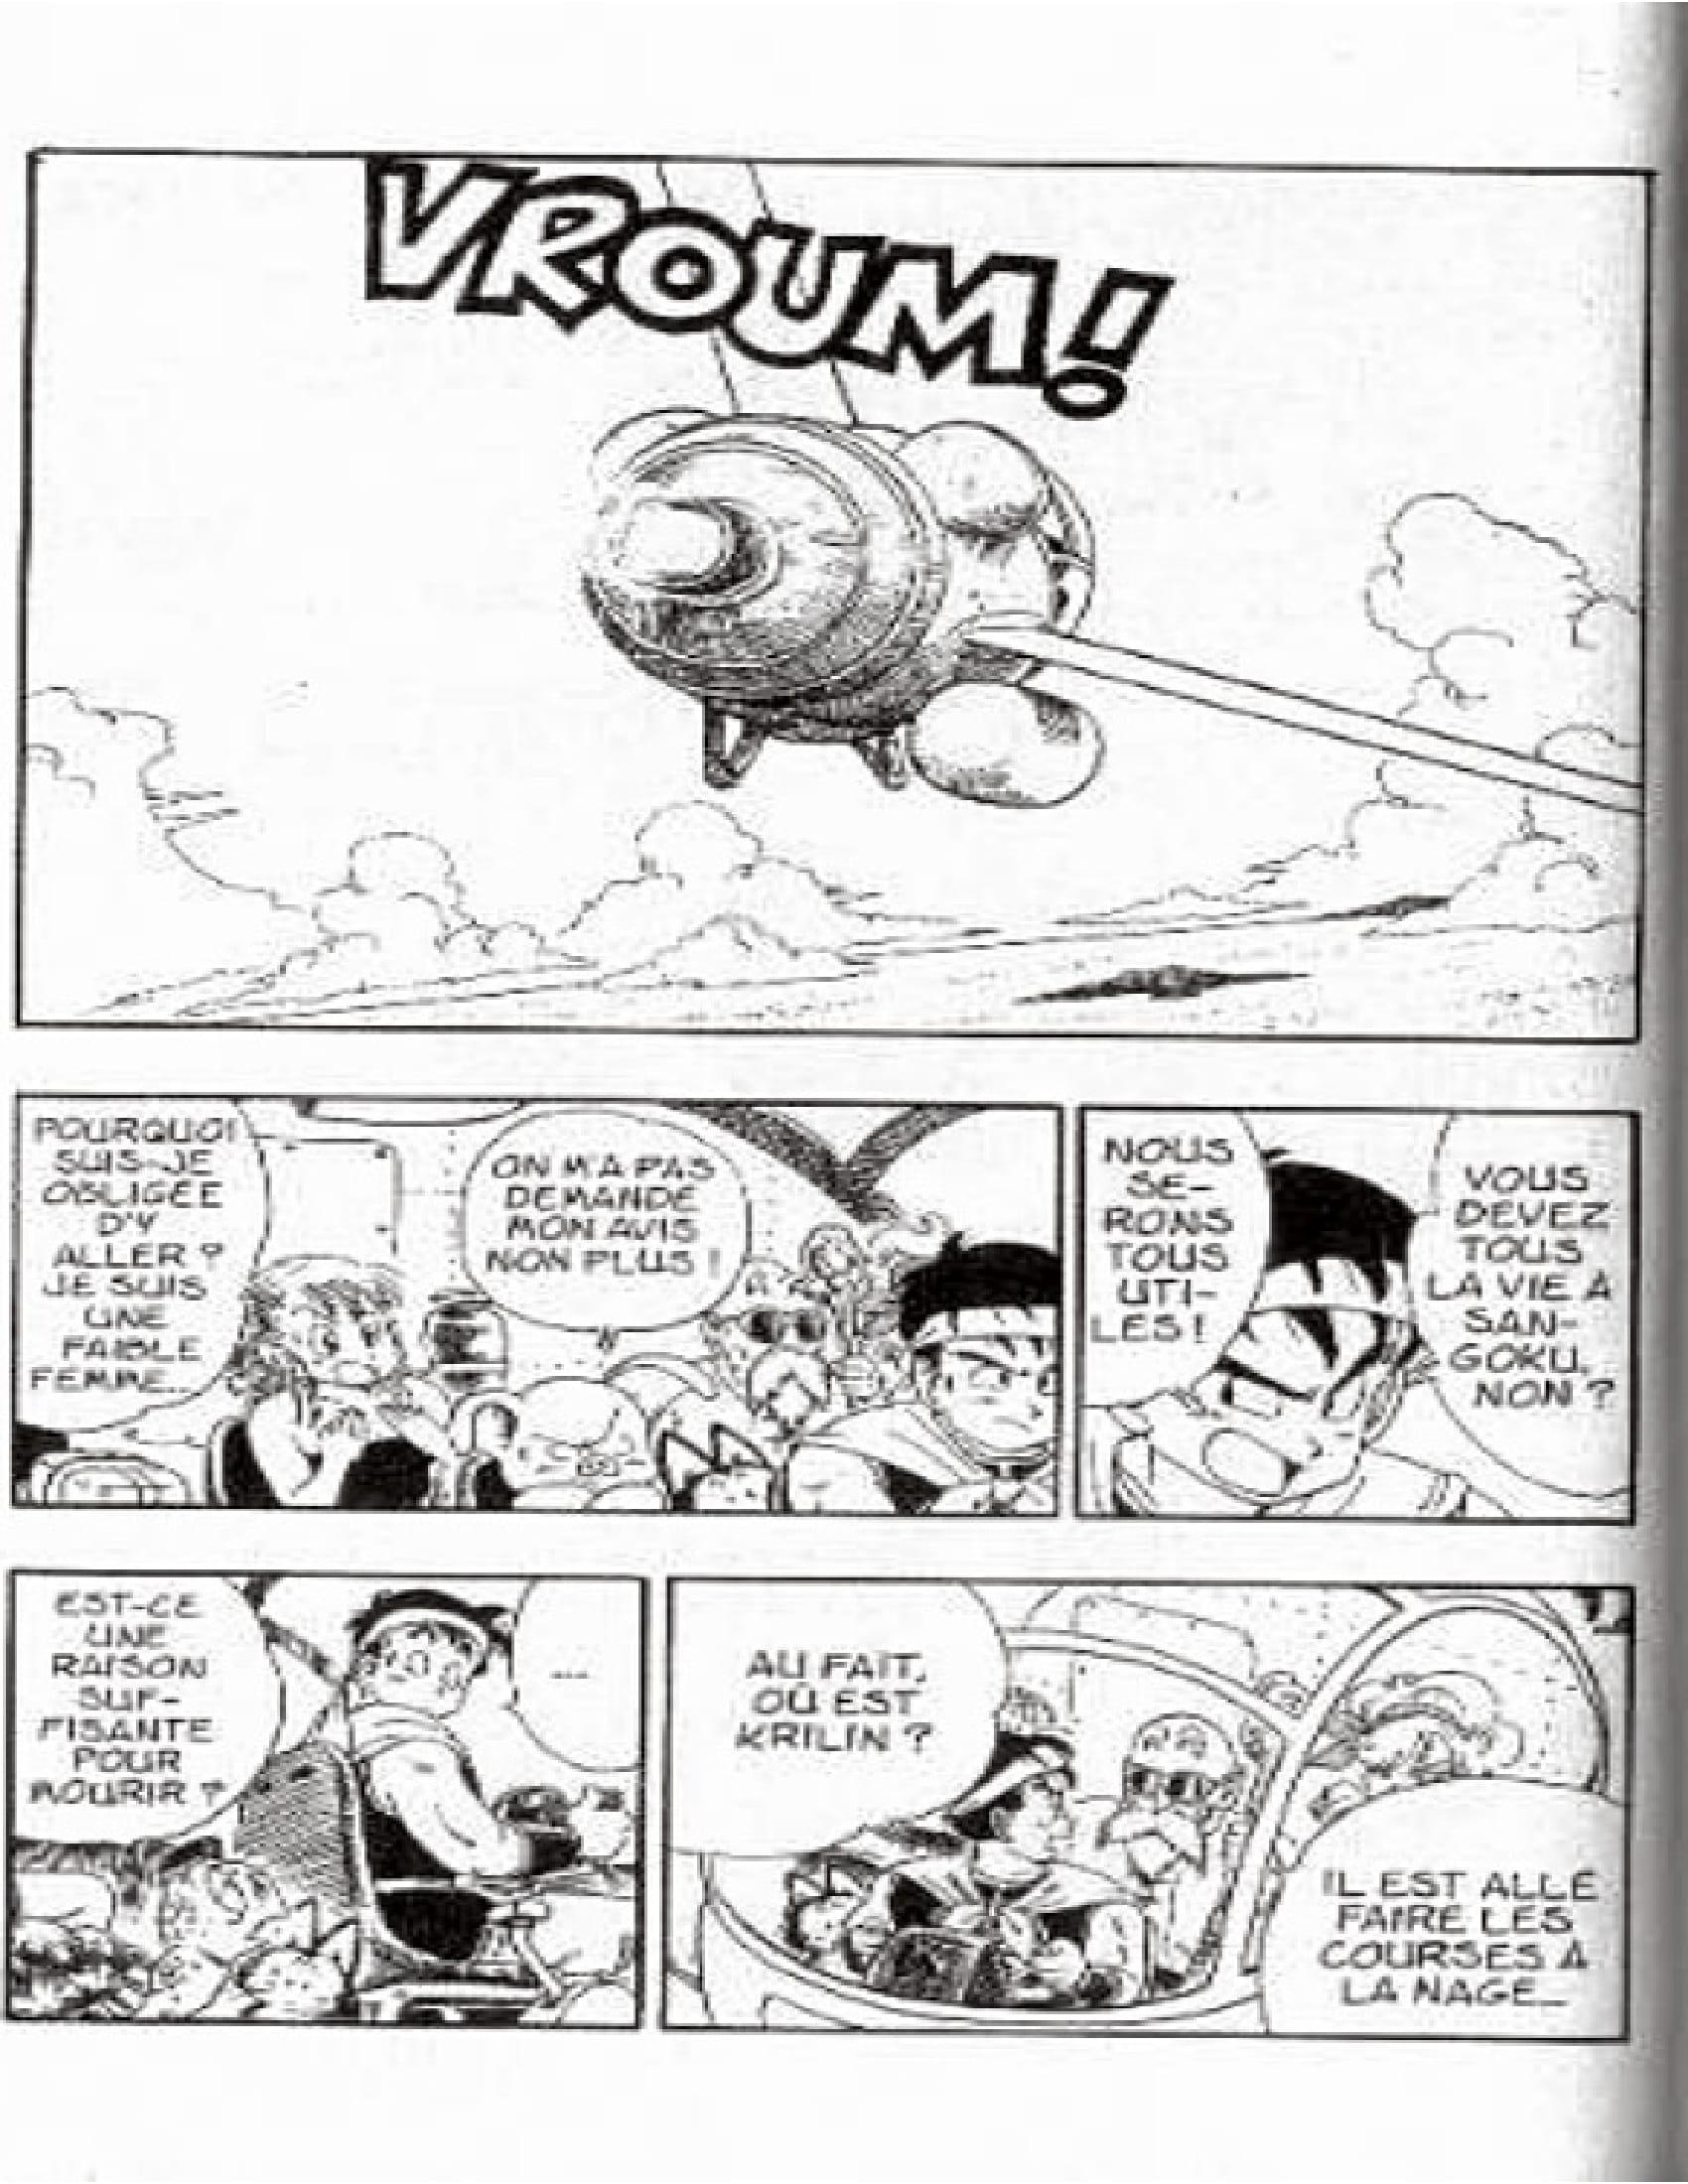 VROUM!
POURQUOI
SUIS-JE
OBLIGÉE
D'Y
ALLER ?
JE SUIS
UNE
FAIBLE
FEMME...
ON M'A PAS
DEMANDÉ
MON AVIS
NON PLUS !
NOUS
SE-
RONS
TOUS
UTI-
LES !
VOUS
DEVEZ
TOUS
LA VIE A
SAN-
GOKU,
NON ?
EST-CE
UNE
RAISON
SUF-
FISANTE
POUR
MOURIR ?
...
AU FAIT,
OÙ EST
KRILIN ?
IL EST ALLÉ
FAIRE LES
COURSES A
LA NAGE...